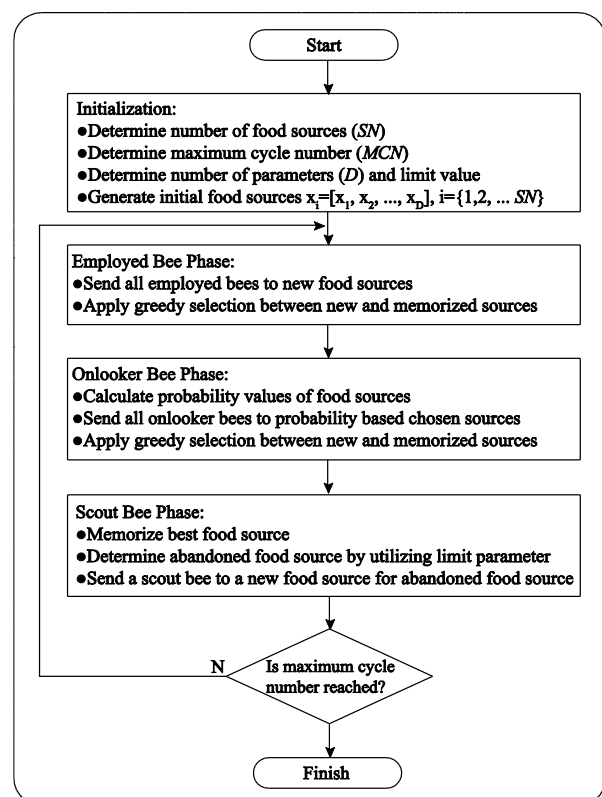 Start
Initialization:
●Determine number of food sources (SN)
●Determine maximum cycle number (MCN)
●Determine number of parameters (D) and limit value
●Generate initial food sources xi=[x1, x2, ..., xD], i={1,2, ... SN}
Employed Bee Phase:
●Send all employed bees to new food sources
●Apply greedy selection between new and memorized sources
Onlooker Bee Phase:
●Calculate probability values of food sources
●Send all onlooker bees to probability based chosen sources
●Apply greedy selection between new and memorized sources
Scout Bee Phase:
●Memorize best food source
●Determine abandoned food source by utilizing limit parameter
●Send a scout bee to a new food source for abandoned food source
N
Is maximum cycle
number reached?
Finish